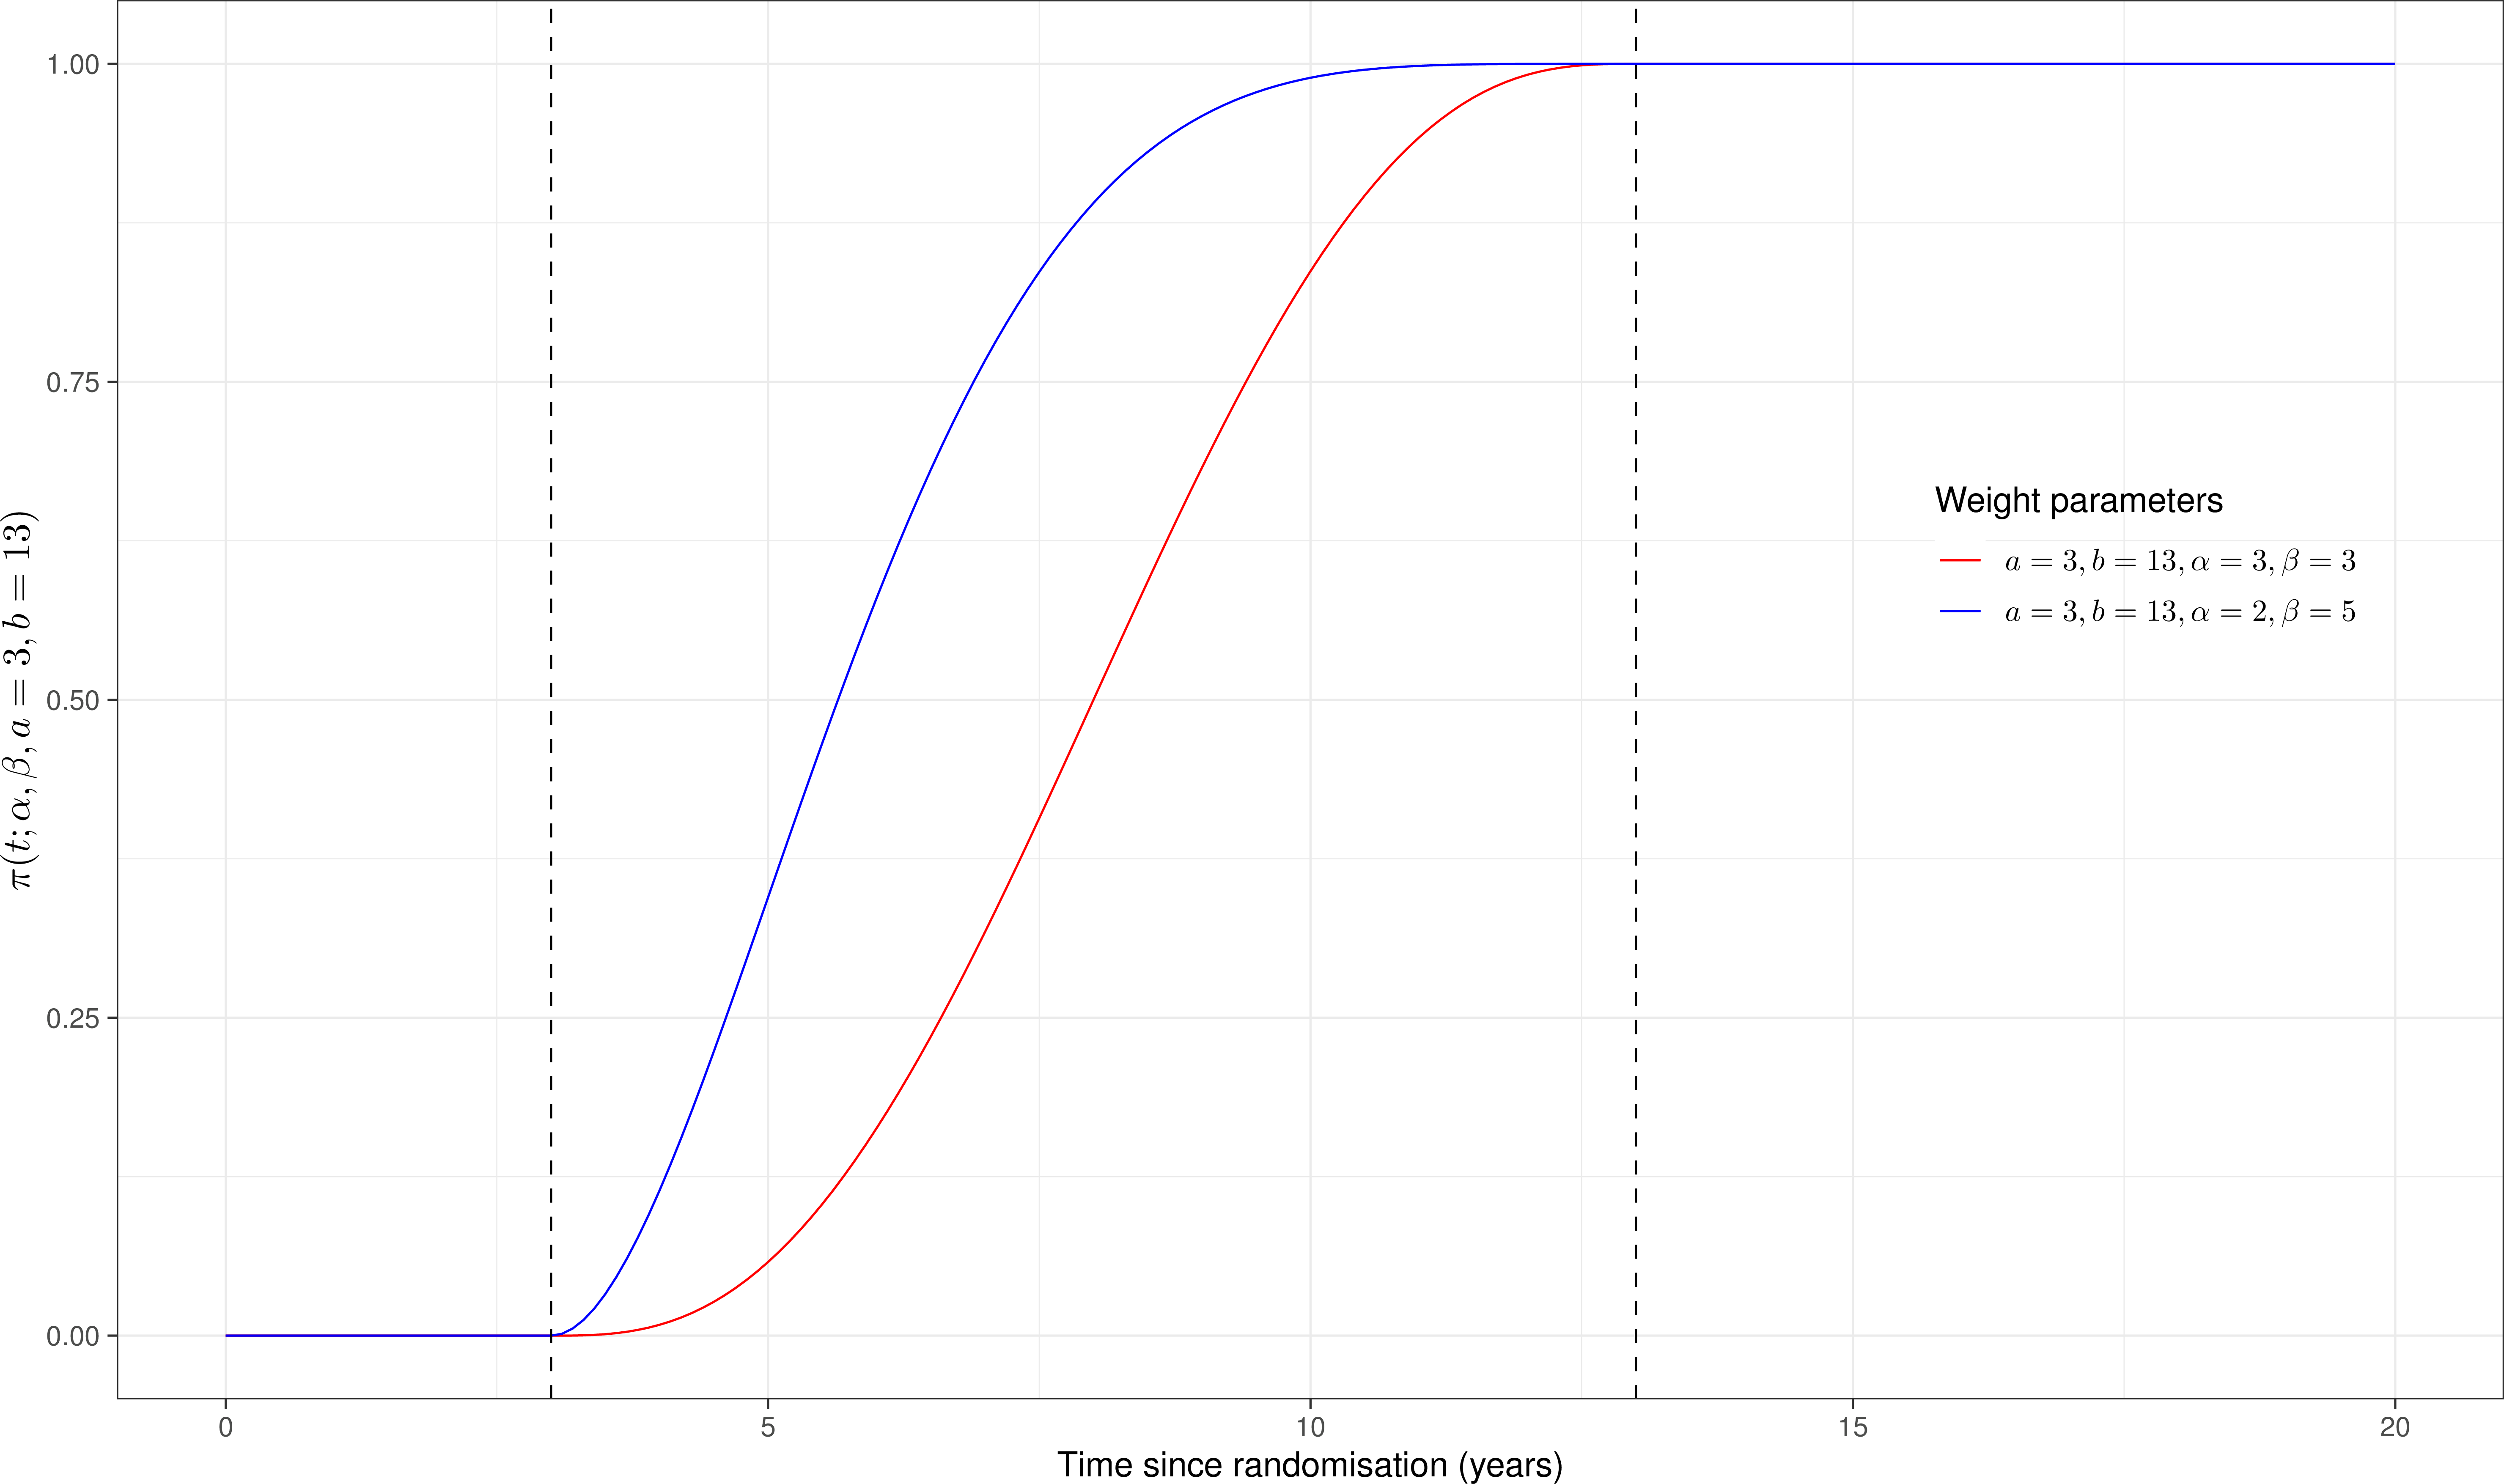 π(t; α, β, a = 3, b = 13)
1.00
0.75
0.50
0.25
0.00
Weight parameters
a = 3, b = 13, α = 3, β = 3
a = 3, b = 13, α = 2, β = 5
0 5 10 15 20
Time since randomisation (years)